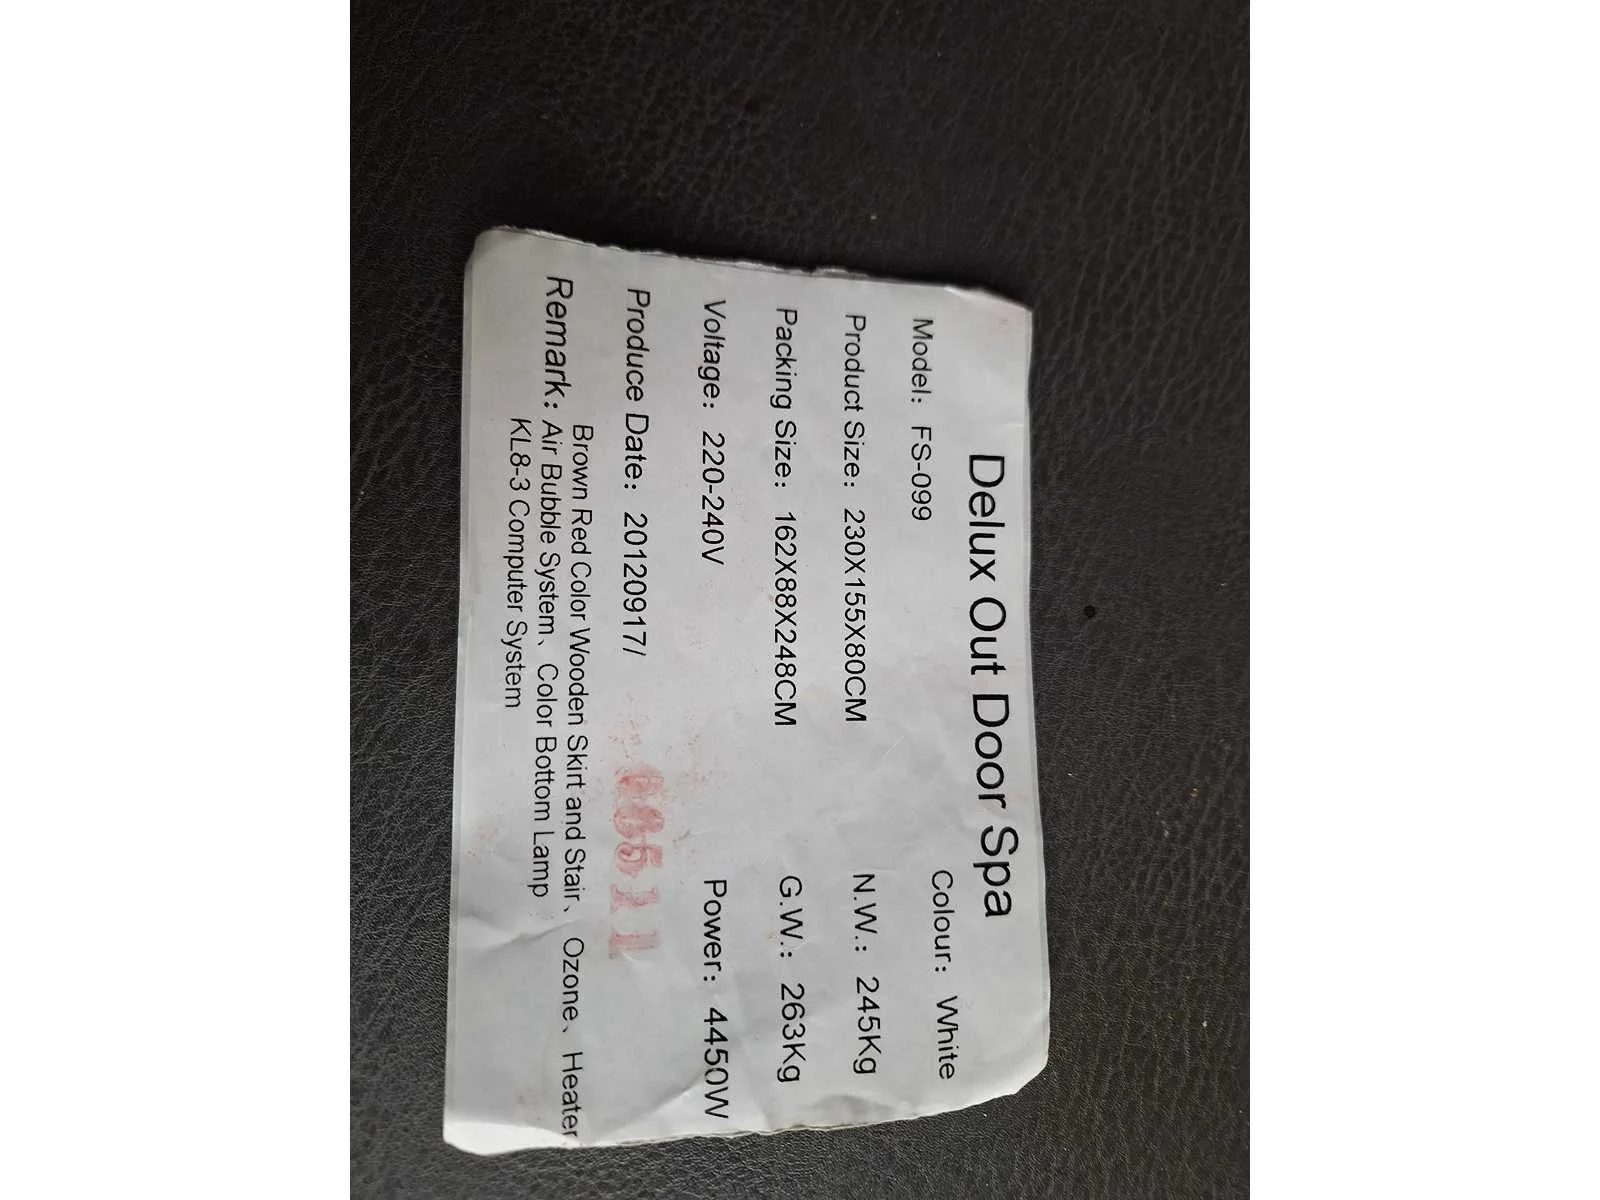 Delux Out Door Spa
Model: FS-099 Colour: White
Product Size: 230X155X80CM N.W.: 245Kg
Packing Size: 162X88X248CM G.W.: 263Kg
Voltage: 220-240V Power: 4450W
Produce Date: 20120917/ 511
Brown Red Color Wooden Skirt and Stair、 Ozone、 Heater
Remark: Air Bubble System、 Color Bottom Lamp
KL8-3 Computer System